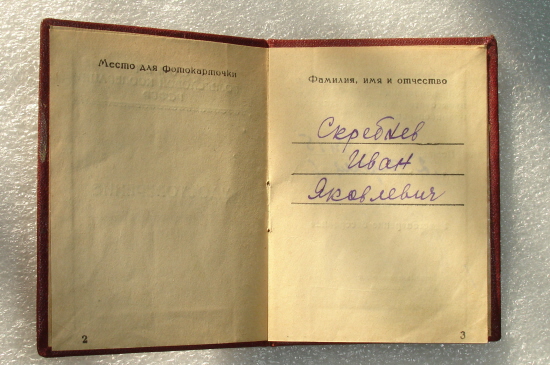 Место для Фотокарточки
2
Фамилия, имя и отчество
Скребнев
Иван
Яковлевич
3